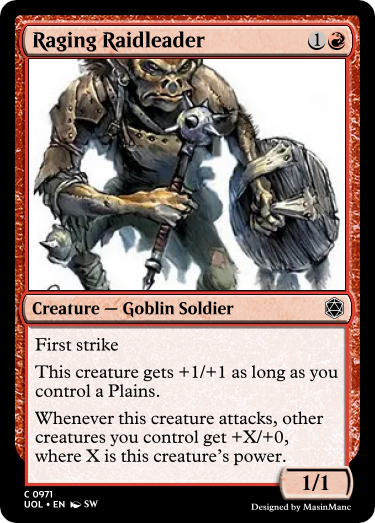 Raging Raidleader 1
Creature — Goblin Soldier
First strike
This creature gets +1/+1 as long as you
control a Plains.
Whenever this creature attacks, other
creatures you control get +X/+0,
where X is this creature's power.
1/1
C 0971
UOL • EN SW
Designed by MasinManc